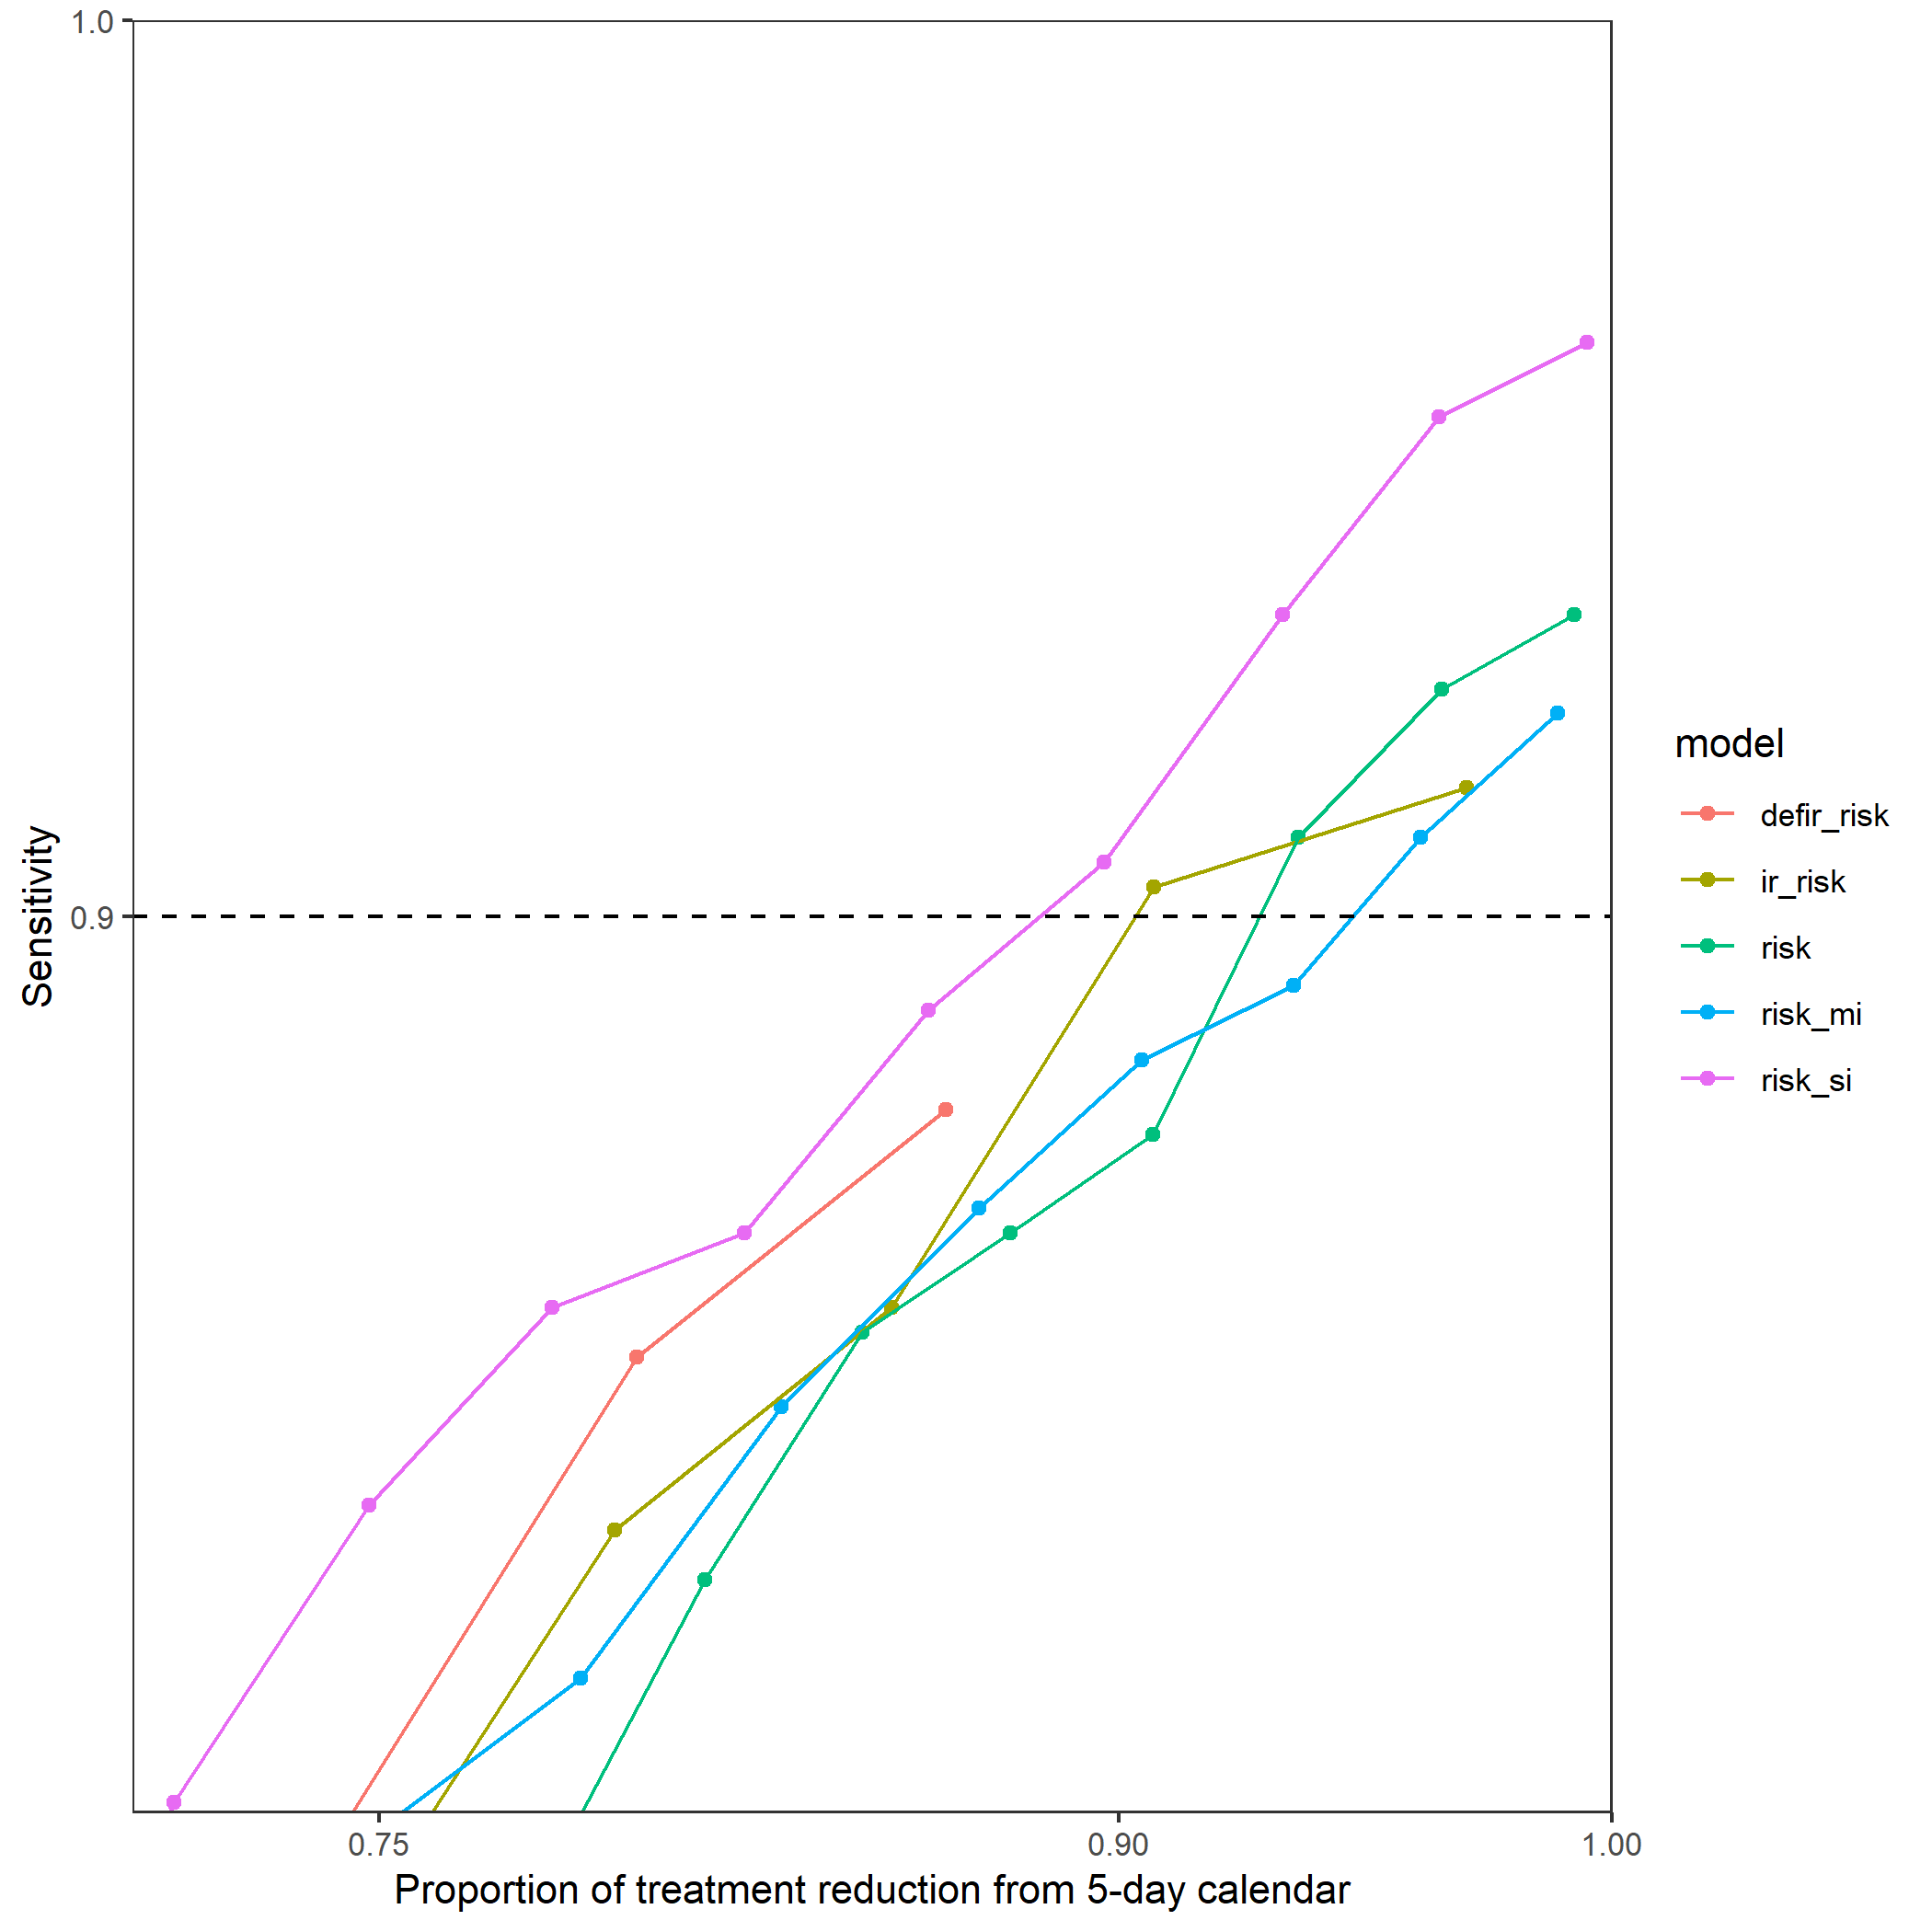 1.0
0.9
Sensitivity
0.75
0.90
1.00
Proportion of treatment reduction from 5-day calendar
model
defir_risk
ir_risk
risk
risk_mi
risk_si